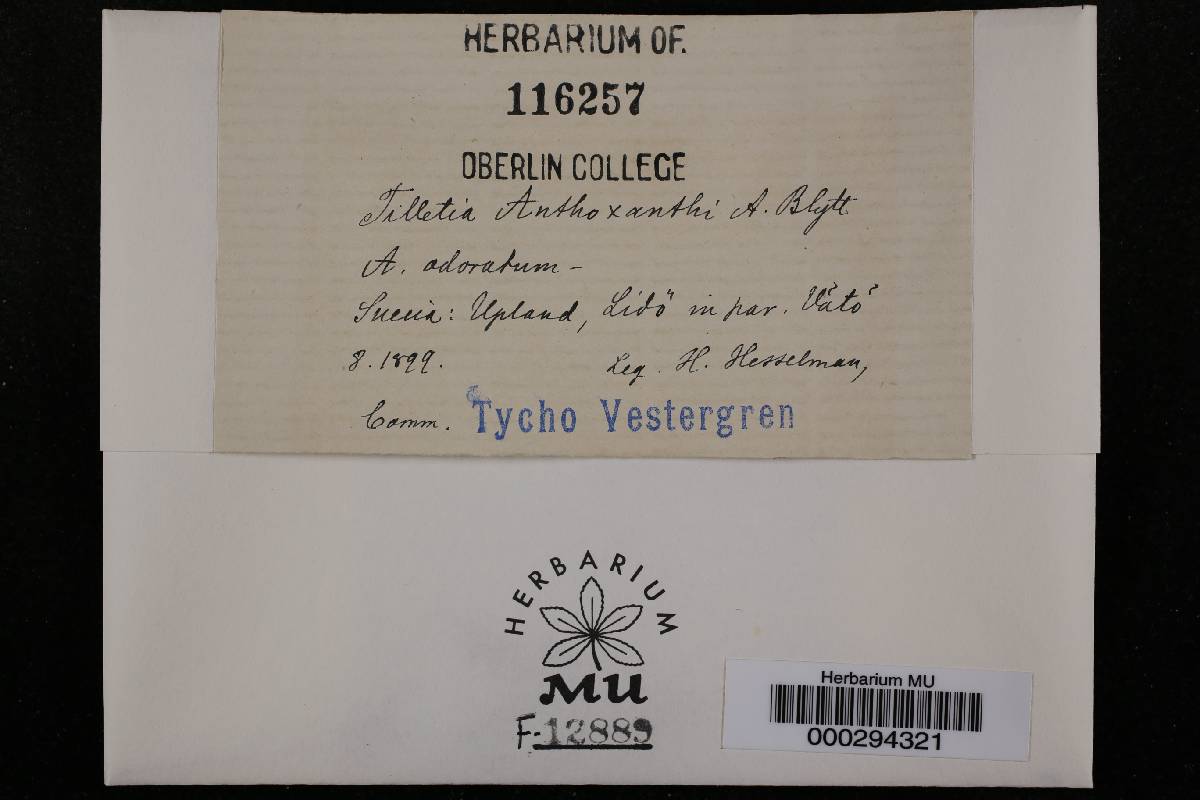 HERBARIUM OF.
116257
OBERLIN COLLEGE
Tilletia Anthoxanthi A. Blytt.
A. odoratum -
Suecia: Upland, Lidö in par. Vätö
8. 1899. Leg. H. Hesselman,
Comm. Tycho Vestergren
HERBARIUM
MU
F-12889
Herbarium MU
000294321